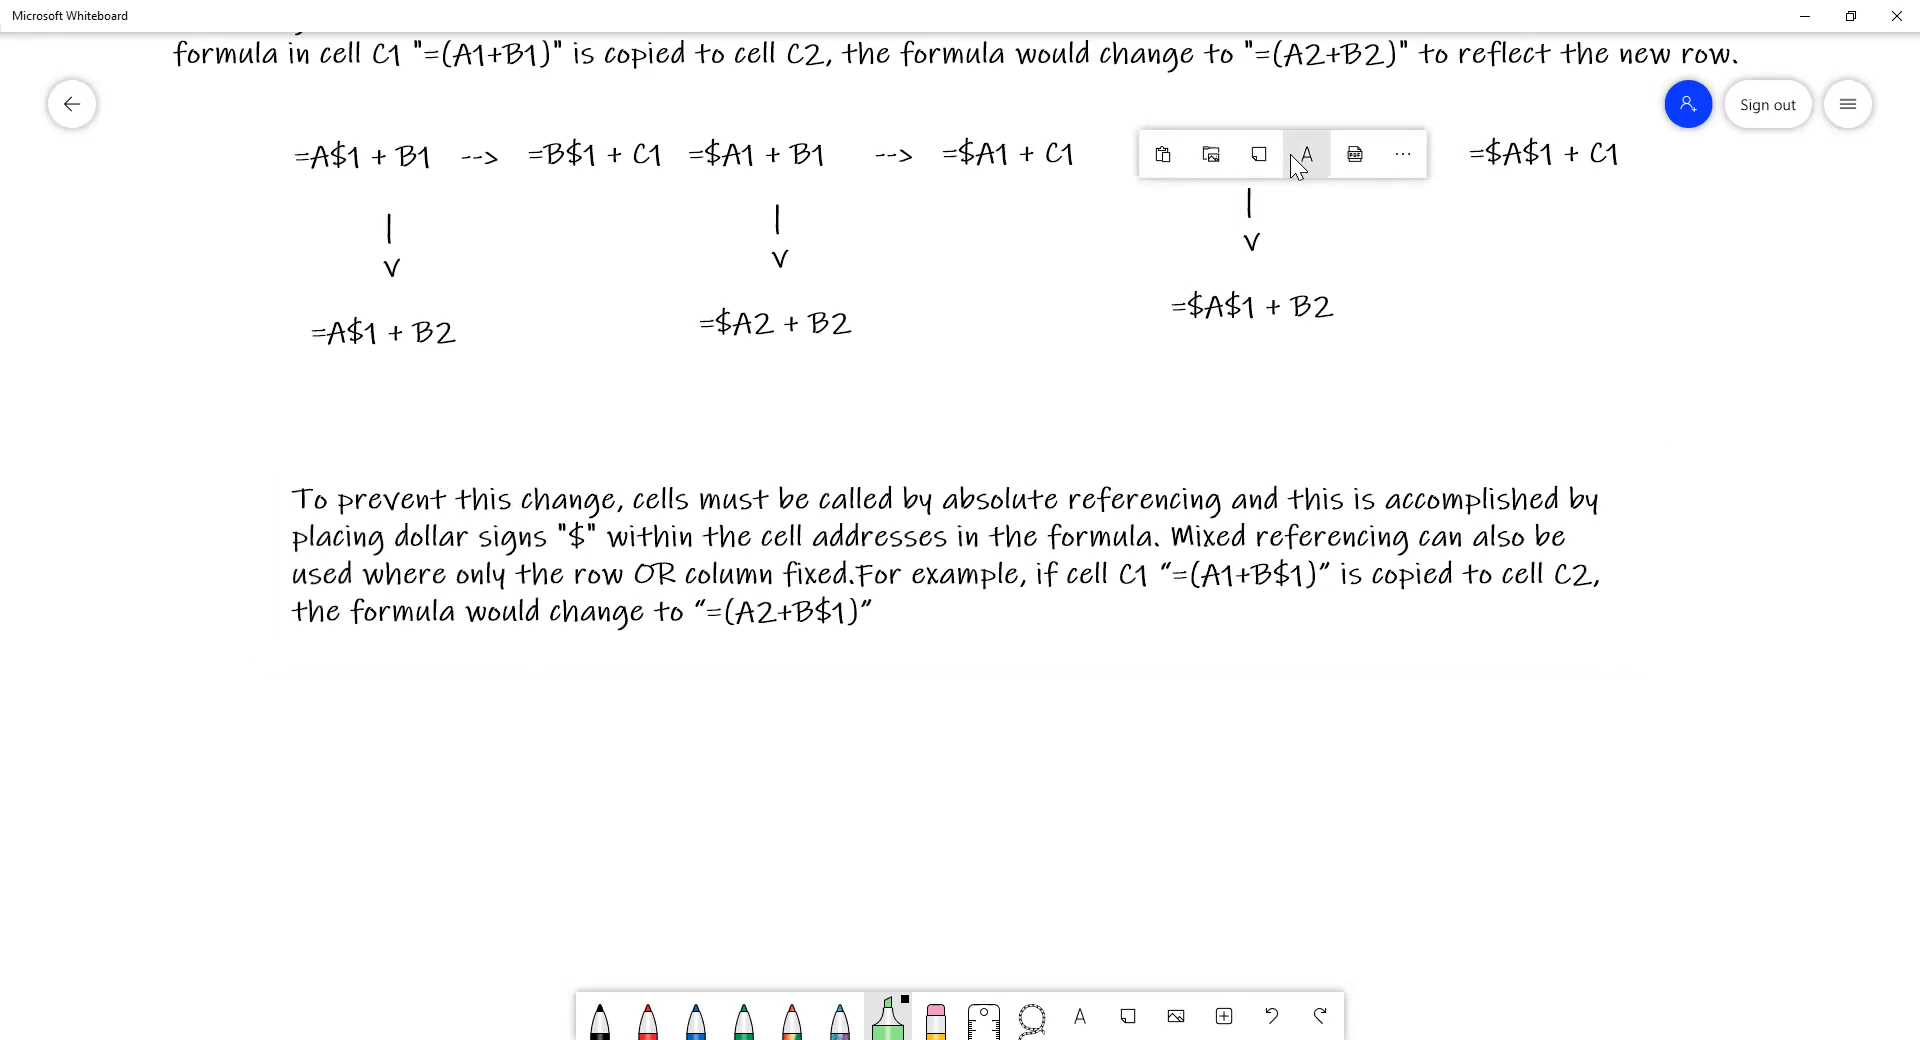 Microsoft Whiteboard
formula in cell C1 "=(A1+B1)" is copied to cell C2, the formula would change to "=(A2+B2)" to reflect the new row.
Sign out
=A$1 + B1 --> =B$1 + C1 =$A1 + B1 --> =$A1 + C1 =$A$1 + C1
|
v
|
v
|
v
=A$1 + B2 =$A2 + B2 =$A$1 + B2
To prevent this change, cells must be called by absolute referencing and this is accomplished by
placing dollar signs "$" within the cell addresses in the formula. Mixed referencing can also be
used where only the row OR column fixed.For example, if cell C1 “=(A1+B$1)” is copied to cell C2,
the formula would change to “=(A2+B$1)”